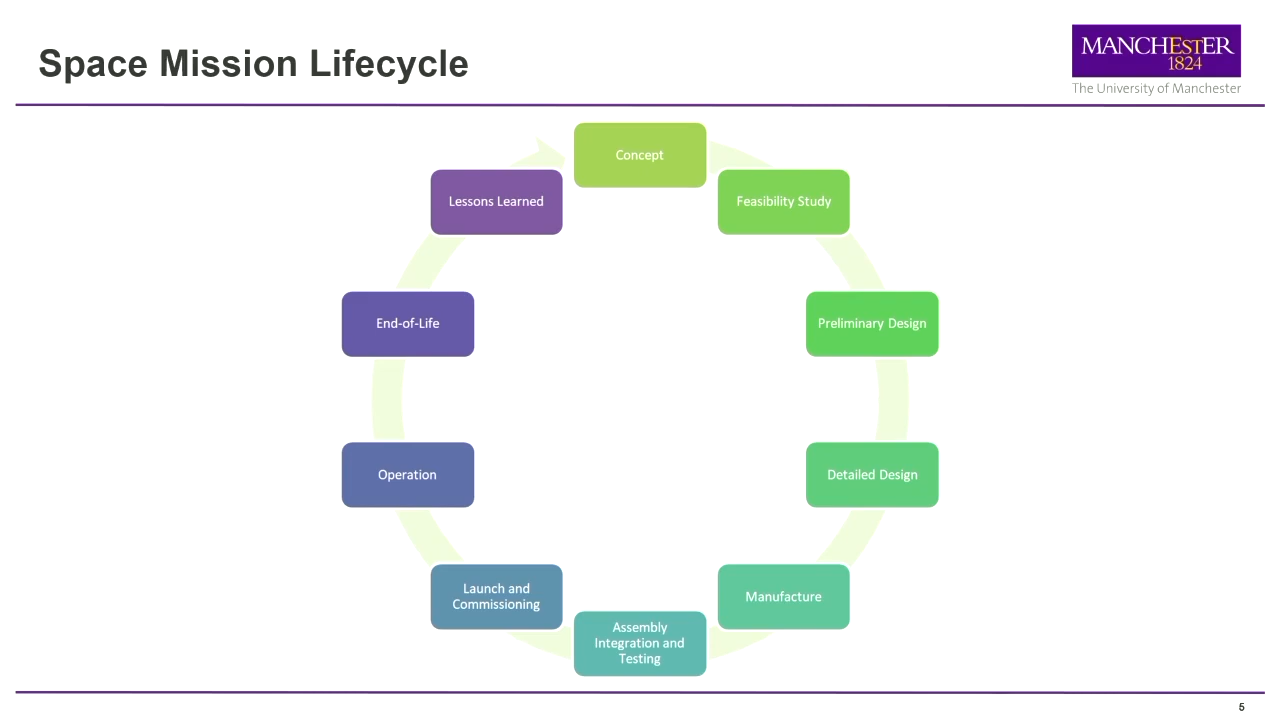 Space Mission Lifecycle
MANCHEStER
1824
The University of Manchester
Concept
Feasibility Study
Preliminary Design
Detailed Design
Manufacture
Assembly
Integration and
Testing
Launch and
Commissioning
Operation
End-of-Life
Lessons Learned
5